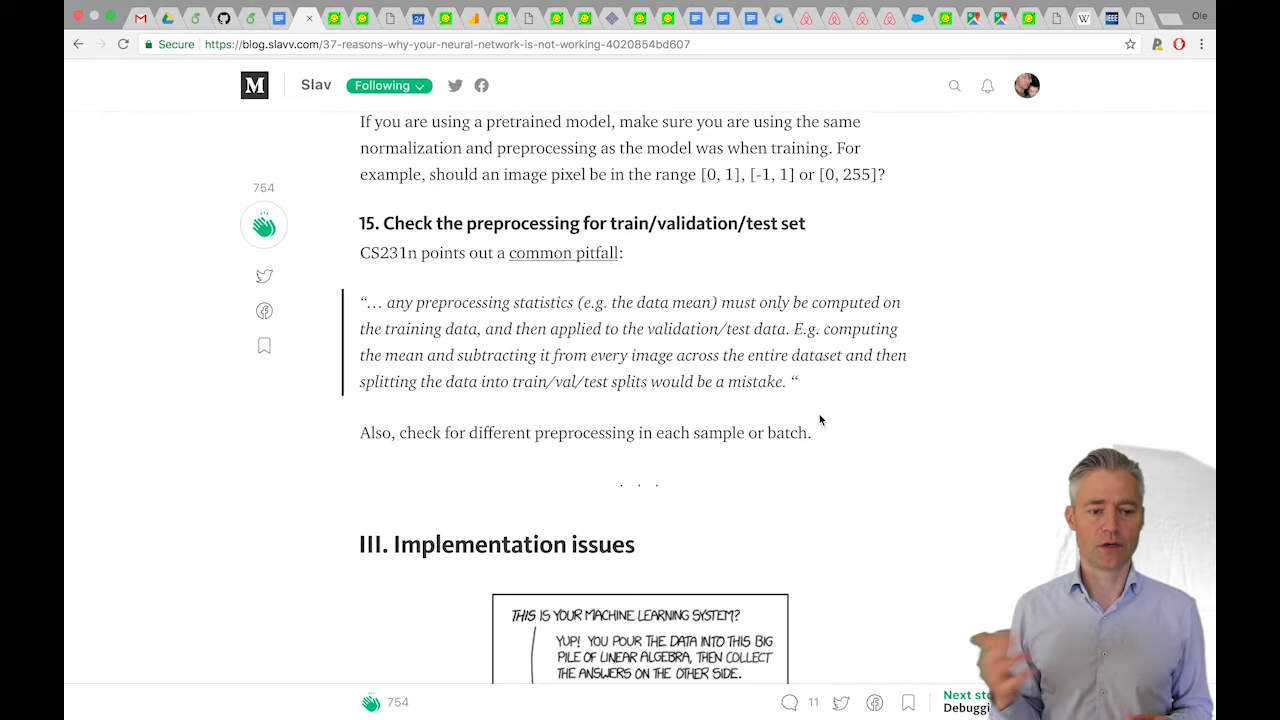 Ole
Secure
https://blog.slavv.com/37-reasons-why-your-neural-network-is-not-working-4020854bd607
M
Slav
Following
If you are using a pretrained model, make sure you are using the same
normalization and preprocessing as the model was when training. For
example, should an image pixel be in the range [0, 1], [-1, 1] or [0, 255]?
754
15. Check the preprocessing for train/validation/test set
CS231n points out a common pitfall:
“… any preprocessing statistics (e.g. the data mean) must only be computed on
the training data, and then applied to the validation/test data. E.g. computing
the mean and subtracting it from every image across the entire dataset and then
splitting the data into train/val/test splits would be a mistake. “
Also, check for different preprocessing in each sample or batch.
. . .
III. Implementation issues
THIS IS YOUR MACHINE LEARNING SYSTEM?
YUP! YOU POUR THE DATA INTO THIS BIG
PILE OF LINEAR ALGEBRA, THEN COLLECT
THE ANSWERS ON THE OTHER SIDE.
754
11
Next sto
Debuggi